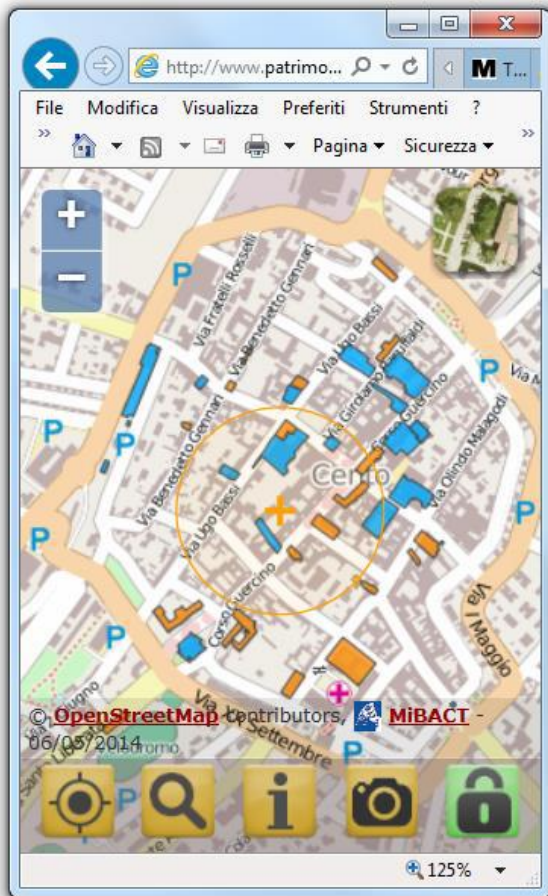 http://www.patrimo...
M T...
File Modifica Visualizza Preferiti Strumenti ?
Pagina Sicurezza
+
−
P
Via Fratelli Rosselli
Via Benedetto Gennari
Via Ugo Bassi
P
Via Girolamo
P
Corso Guercino
Via Olindo Malagodi
P
P
Via Benedetto Gennari
Cento
Via Ugo Bassi
P
P
Via I Maggio
Corso Guercino
P
© OpenStreetMap contributors, MiBACT -
06/05/2014
Settembre
P
P
i
125%